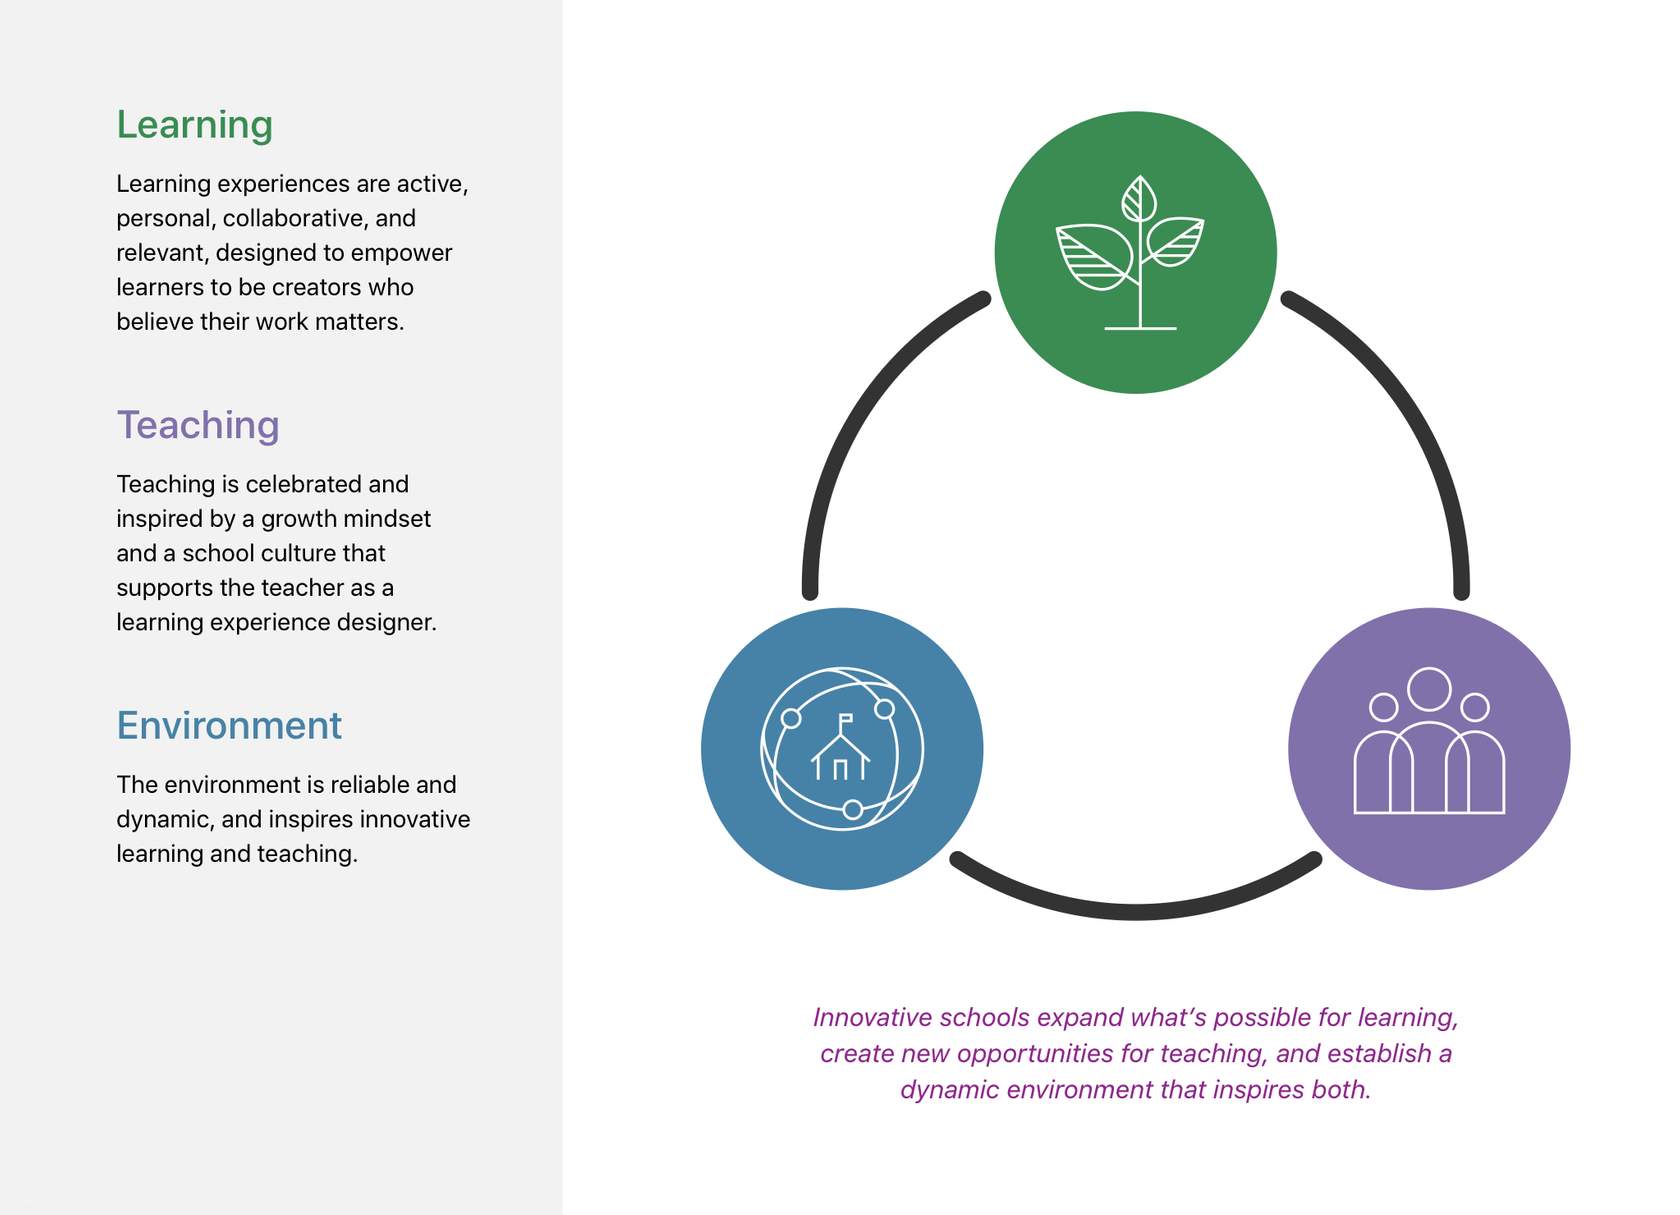 Learning
Learning experiences are active,
personal, collaborative, and
relevant, designed to empower
learners to be creators who
believe their work matters.
Teaching
Teaching is celebrated and
inspired by a growth mindset
and a school culture that
supports the teacher as a
learning experience designer.
Environment
The environment is reliable and
dynamic, and inspires innovative
learning and teaching.
Innovative schools expand what’s possible for learning,
create new opportunities for teaching, and establish a
dynamic environment that inspires both.